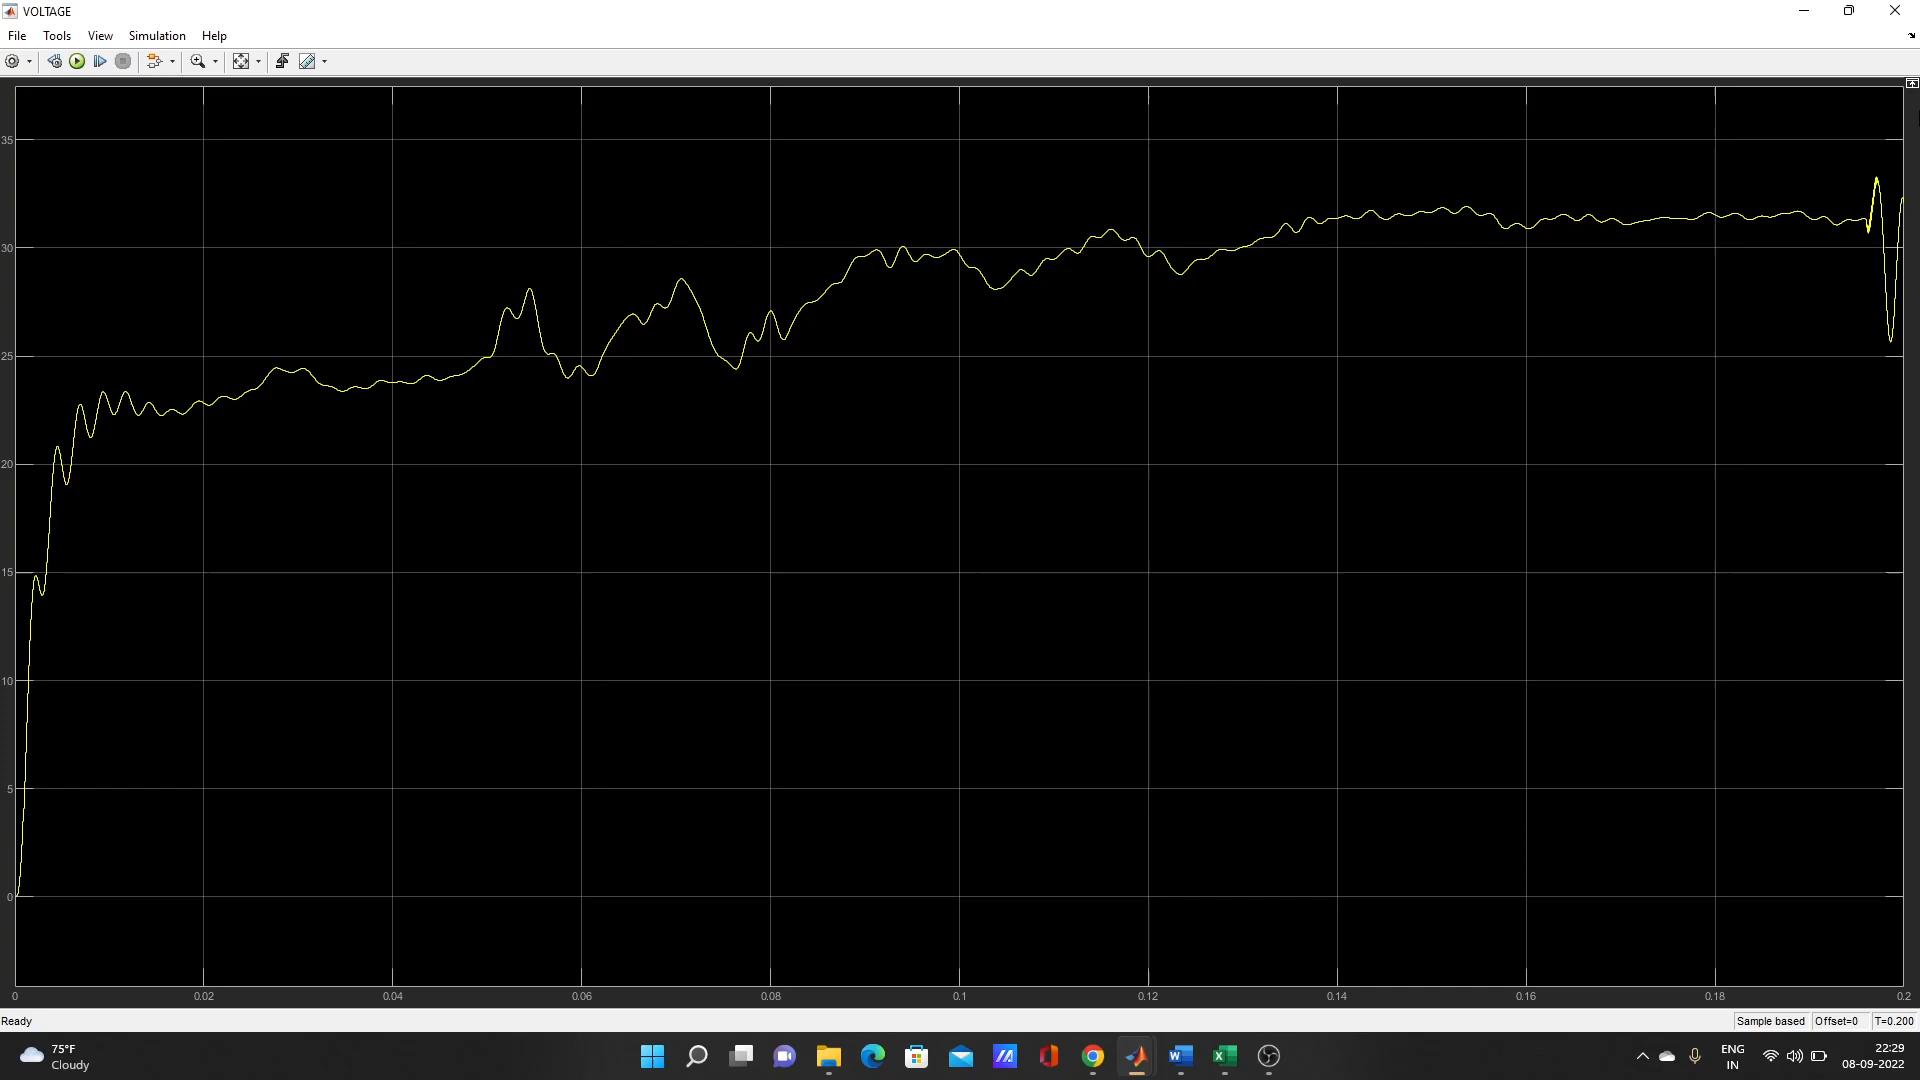 VOLTAGE
File Tools View Simulation Help
35
30
25
20
15
10
5
0
0 0.02 0.04 0.06 0.08 0.1 0.12 0.14 0.16 0.18 0.2
Ready Sample based Offset=0 T=0.200
75°F
Cloudy
ENG
IN
22:29
08-09-2022